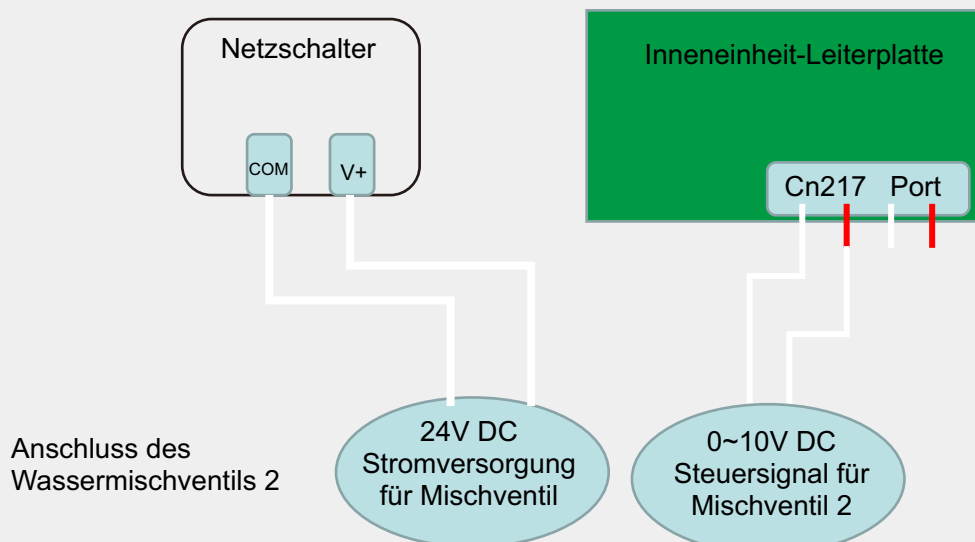 Netzschalter
COM
V+
Inneneinheit-Leiterplatte
Cn217 Port
Anschluss des
Wassermischventils 2
24V DC
Stromversorgung
für Mischventil
0~10V DC
Steuersignal für
Mischventil 2